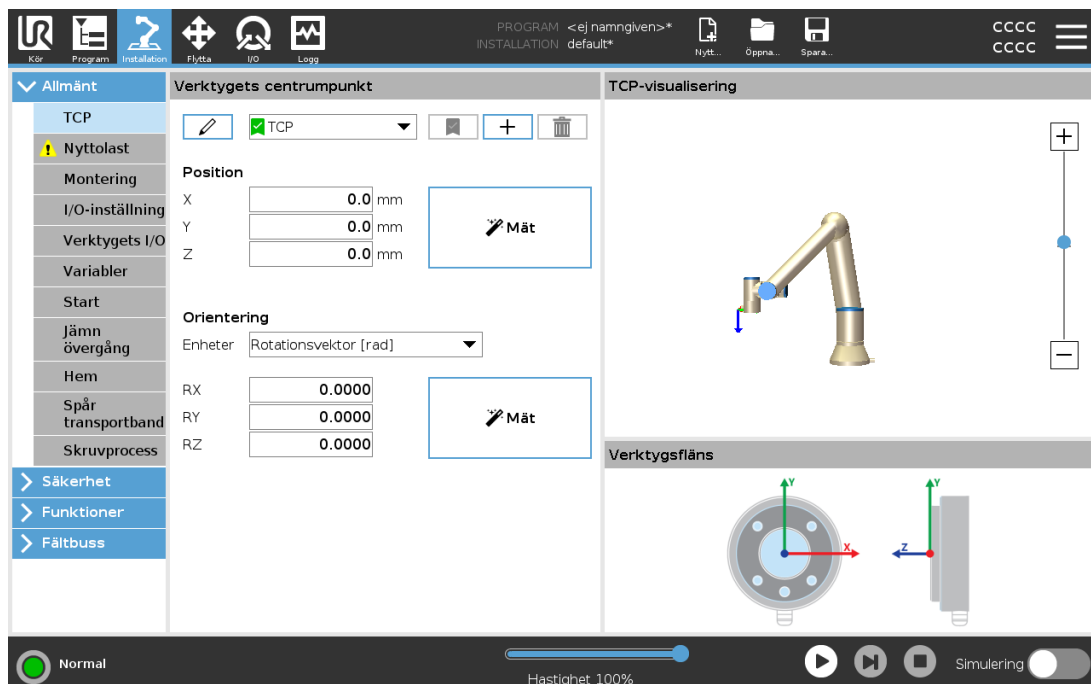 UR
PROGRAM <ej namngiven>*
INSTALLATION default*
CCCC
CCCC
Kör Program Installation Flytta I/O Logg Nytt... Öppna... Spara...
Allmänt
TCP
Nyttolast
Montering
I/O-inställning
Verktygets I/O
Variabler
Start
Jämn
övergång
Hem
Spår
transportband
Skruvprocess
Säkerhet
Funktioner
Fältbuss
Verktygets centrumpunkt
TCP
Position
X 0.0 mm
Y 0.0 mm
Z 0.0 mm
Mät
Orientering
Enheter Rotationsvektor [rad]
RX 0.0000
RY 0.0000
RZ 0.0000
Mät
TCP-visualisering
Verktygsfläns
Y
X
Y
Z
Normal
Hastighet 100%
Simulering